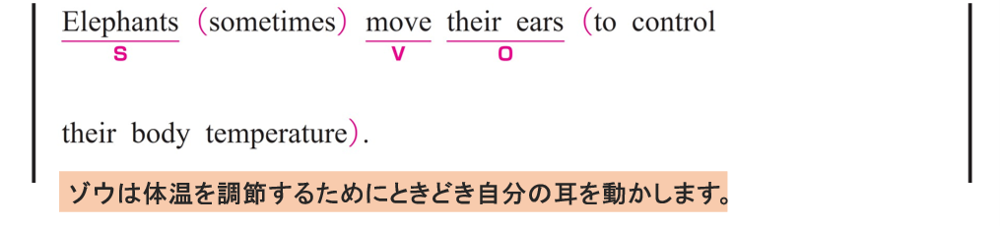 Elephants (sometimes) move their ears (to control
S V O
their body temperature).
ゾウは体温を調節するためにときどき自分の耳を動かします。